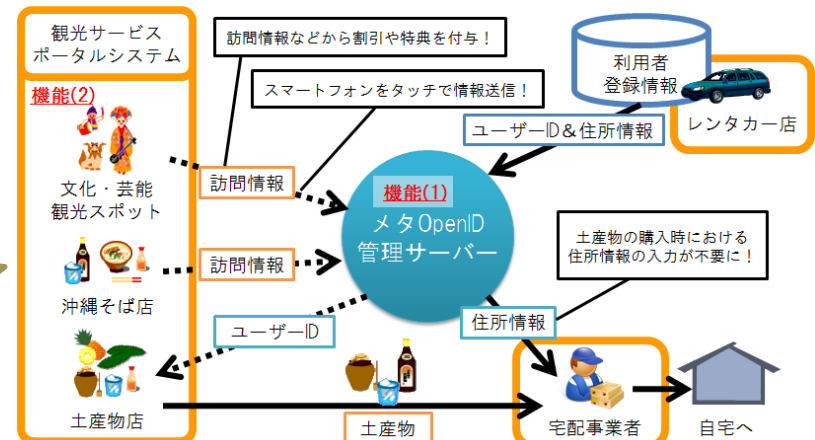 観光サービス
ポータルシステム
機能(2)
文化・芸能
観光スポット
沖縄そば店
土産物店
訪問情報などから割引や特典を付与！
スマートフォンをタッチで情報送信！
訪問情報
訪問情報
ユーザーID
機能(1)
メタOpenID
管理サーバー
利用者
登録情報
レンタカー店
ユーザーID＆住所情報
土産物の購入時における
住所情報の入力が不要に！
住所情報
土産物
宅配事業者
自宅へ